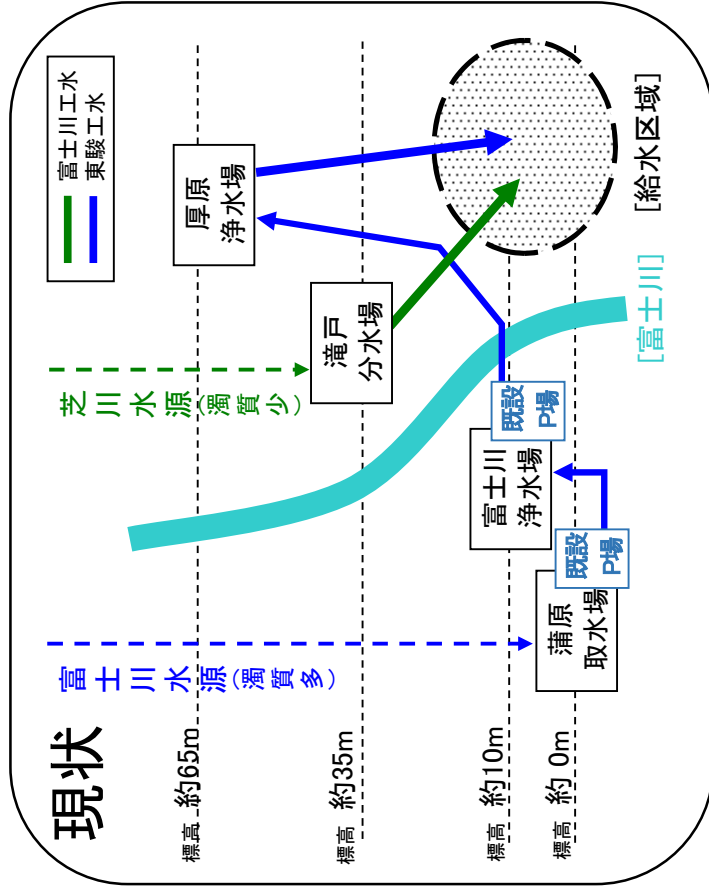 現状
富士川工水
東駿工水
富士川水源(濁質多)
芝川水源(濁質少)
標高 約65m
標高 約35m
標高 約10m
標高 約 0m
厚原
浄水場
滝戸
分水場
既設
P場
富士川
浄水場
既設
P場
蒲原
取水場
[給水区域]
[富士川]